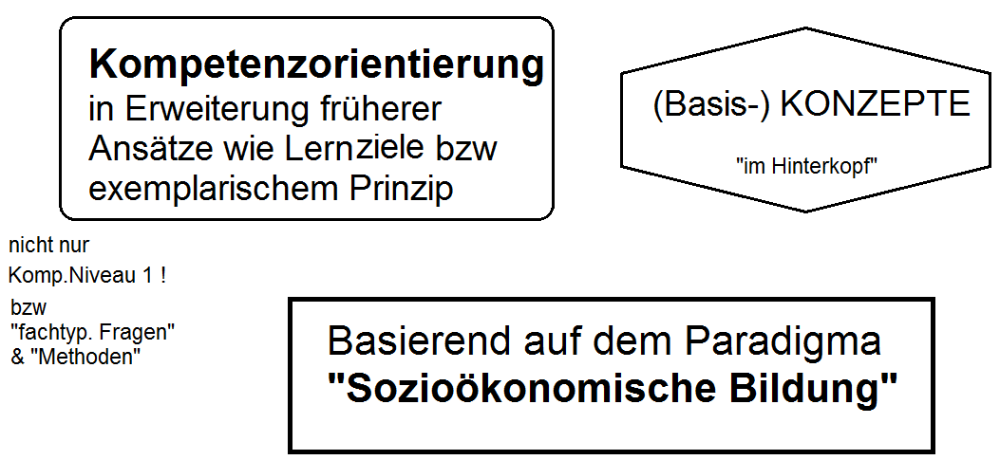 Kompetenzorientierung
in Erweiterung früherer
Ansätze wie Lernziele bzw
exemplarischem Prinzip
(Basis-) KONZEPTE
"im Hinterkopf"
nicht nur
Komp.Niveau 1 !
bzw
"fachtyp. Fragen"
& "Methoden"
Basierend auf dem Paradigma
"Sozioökonomische Bildung"